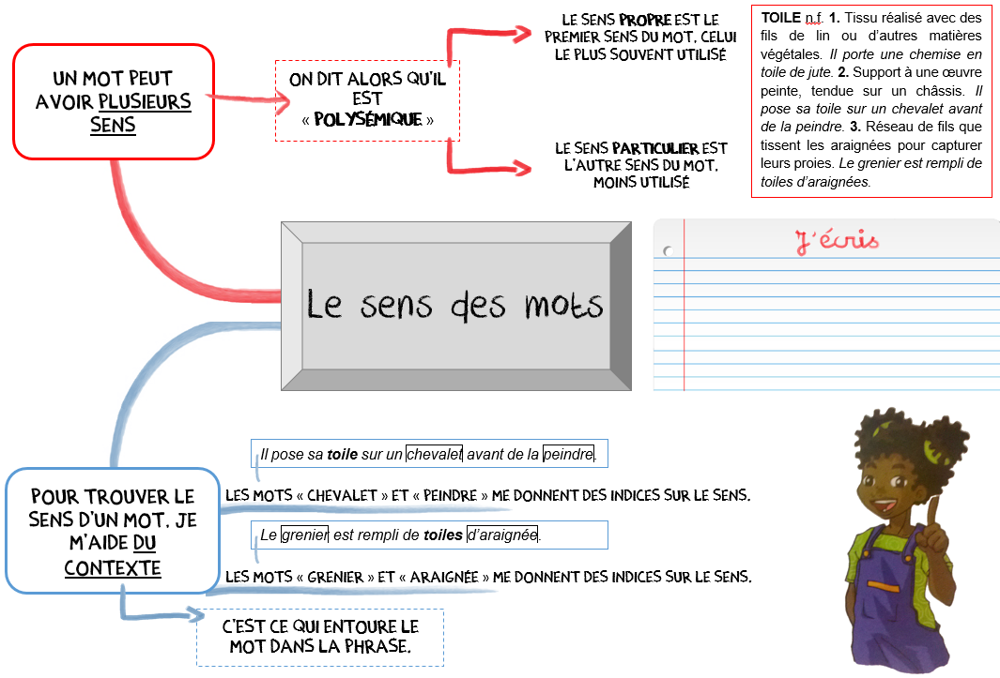 UN MOT PEUT
AVOIR PLUSIEURS
SENS
ON DIT ALORS QU'IL
EST
« POLYSÉMIQUE »
LE SENS PROPRE EST LE
PREMIER SENS DU MOT, CELUI
LE PLUS SOUVENT UTILISÉ
LE SENS PARTICULIER EST
L'AUTRE SENS DU MOT,
MOINS UTILISÉ
TOILE n.f. 1. Tissu réalisé avec des
fils de lin ou d'autres matières
végétales. Il porte une chemise en
toile de jute. 2. Support à une œuvre
peinte, tendue sur un châssis. Il
pose sa toile sur un chevalet avant
de la peindre. 3. Réseau de fils que
tissent les araignées pour capturer
leurs proies. Le grenier est rempli de
toiles d'araignées.
Le sens des mots
J'écris
POUR TROUVER LE
SENS D'UN MOT, JE
M'AIDE DU
CONTEXTE
Il pose sa toile sur un chevalet avant de la peindre.
LES MOTS « CHEVALET » ET « PEINDRE » ME DONNENT DES INDICES SUR LE SENS.
Le grenier est rempli de toiles d'araignée.
LES MOTS « GRENIER » ET « ARAIGNÉE » ME DONNENT DES INDICES SUR LE SENS.
C'EST CE QUI ENTOURE LE
MOT DANS LA PHRASE.